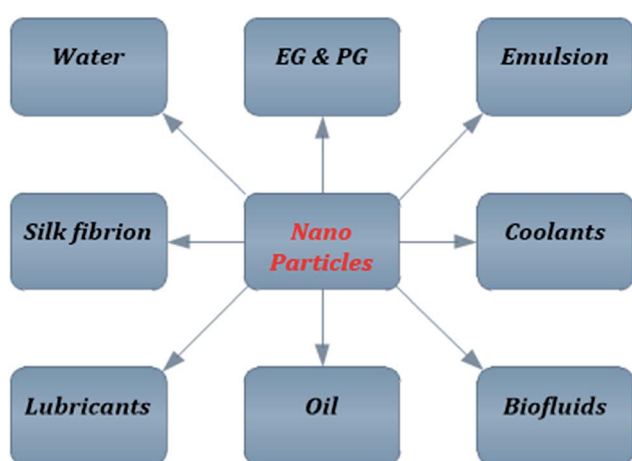 Water
EG & PG
Emulsion
Silk fibrion
Nano
Particles
Coolants
Lubricants
Oil
Biofluids